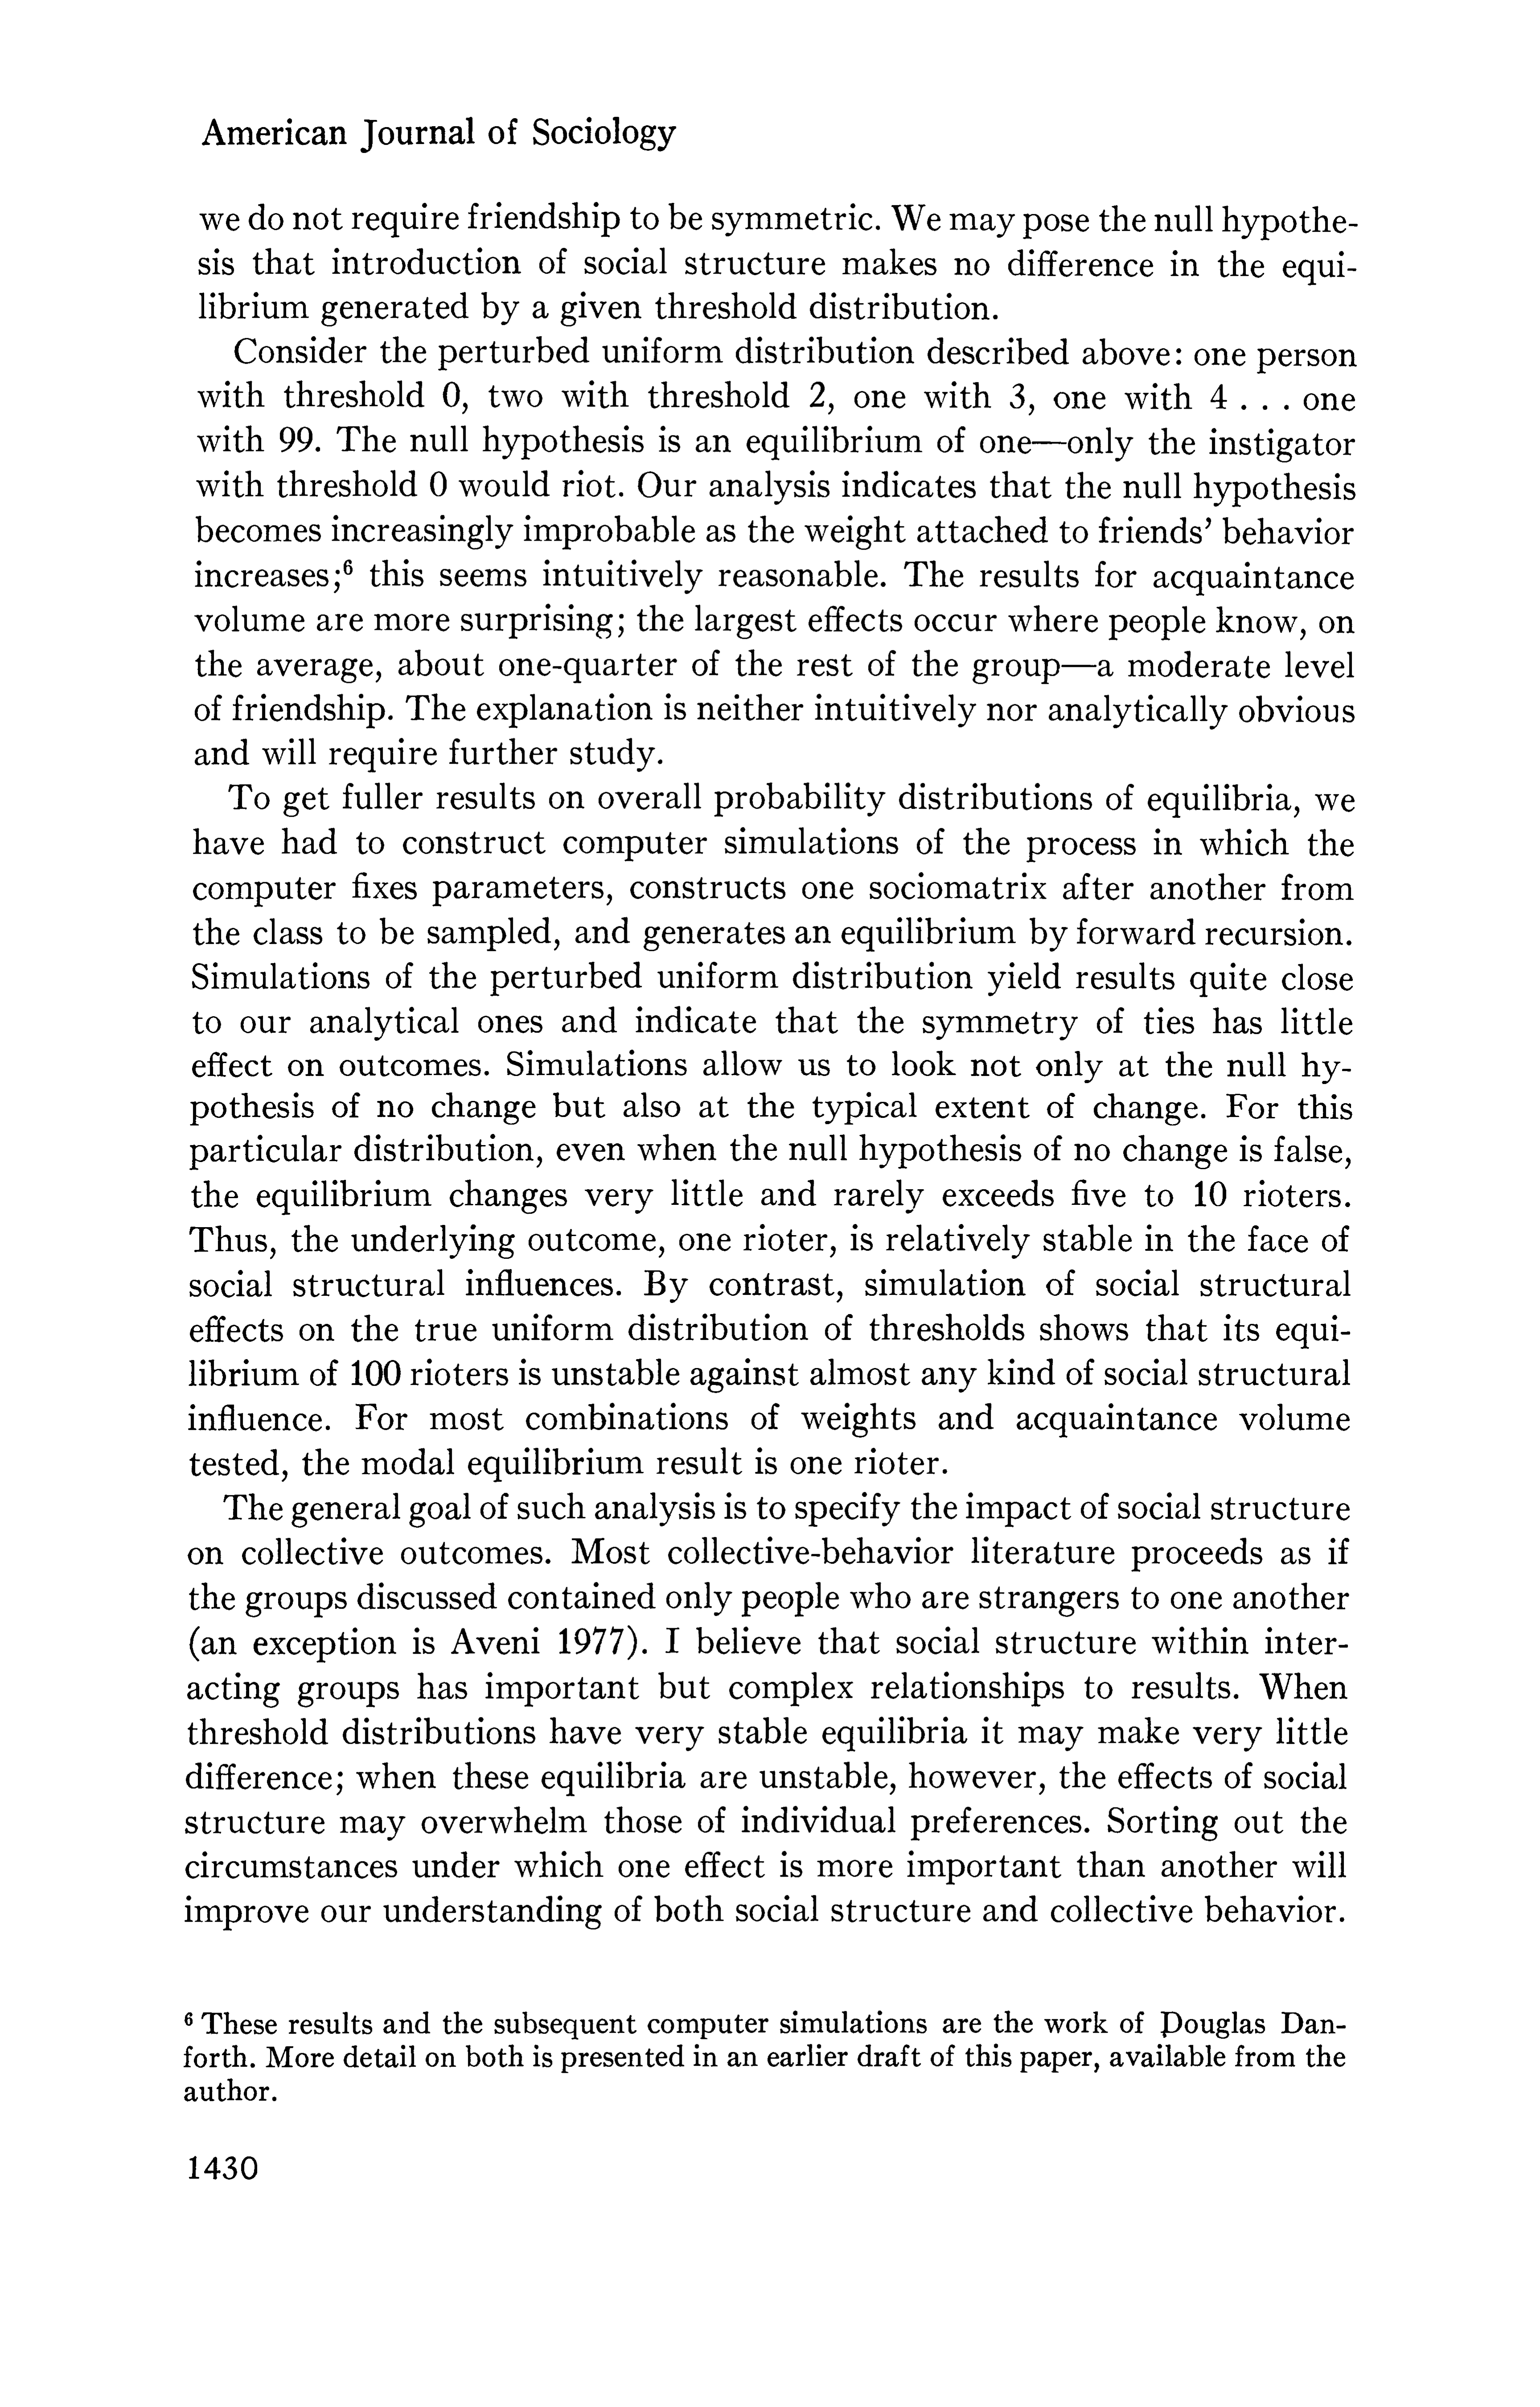 American Journal of Sociology
we do not require friendship to be symmetric. We may pose the null hypothe-
sis that introduction of social structure makes no difference in the equi-
librium generated by a given threshold distribution.
Consider the perturbed uniform distribution described above: one person
with threshold 0, two with threshold 2, one with 3, one with 4 . . . one
with 99. The null hypothesis is an equilibrium of one—only the instigator
with threshold 0 would riot. Our analysis indicates that the null hypothesis
becomes increasingly improbable as the weight attached to friends’ behavior
increases;⁶ this seems intuitively reasonable. The results for acquaintance
volume are more surprising; the largest effects occur where people know, on
the average, about one-quarter of the rest of the group—a moderate level
of friendship. The explanation is neither intuitively nor analytically obvious
and will require further study.
To get fuller results on overall probability distributions of equilibria, we
have had to construct computer simulations of the process in which the
computer fixes parameters, constructs one sociomatrix after another from
the class to be sampled, and generates an equilibrium by forward recursion.
Simulations of the perturbed uniform distribution yield results quite close
to our analytical ones and indicate that the symmetry of ties has little
effect on outcomes. Simulations allow us to look not only at the null hy-
pothesis of no change but also at the typical extent of change. For this
particular distribution, even when the null hypothesis of no change is false,
the equilibrium changes very little and rarely exceeds five to 10 rioters.
Thus, the underlying outcome, one rioter, is relatively stable in the face of
social structural influences. By contrast, simulation of social structural
effects on the true uniform distribution of thresholds shows that its equi-
librium of 100 rioters is unstable against almost any kind of social structural
influence. For most combinations of weights and acquaintance volume
tested, the modal equilibrium result is one rioter.
The general goal of such analysis is to specify the impact of social structure
on collective outcomes. Most collective-behavior literature proceeds as if
the groups discussed contained only people who are strangers to one another
(an exception is Aveni 1977). I believe that social structure within inter-
acting groups has important but complex relationships to results. When
threshold distributions have very stable equilibria it may make very little
difference; when these equilibria are unstable, however, the effects of social
structure may overwhelm those of individual preferences. Sorting out the
circumstances under which one effect is more important than another will
improve our understanding of both social structure and collective behavior.
⁶ These results and the subsequent computer simulations are the work of Douglas Dan-
forth. More detail on both is presented in an earlier draft of this paper, available from the
author.
1430